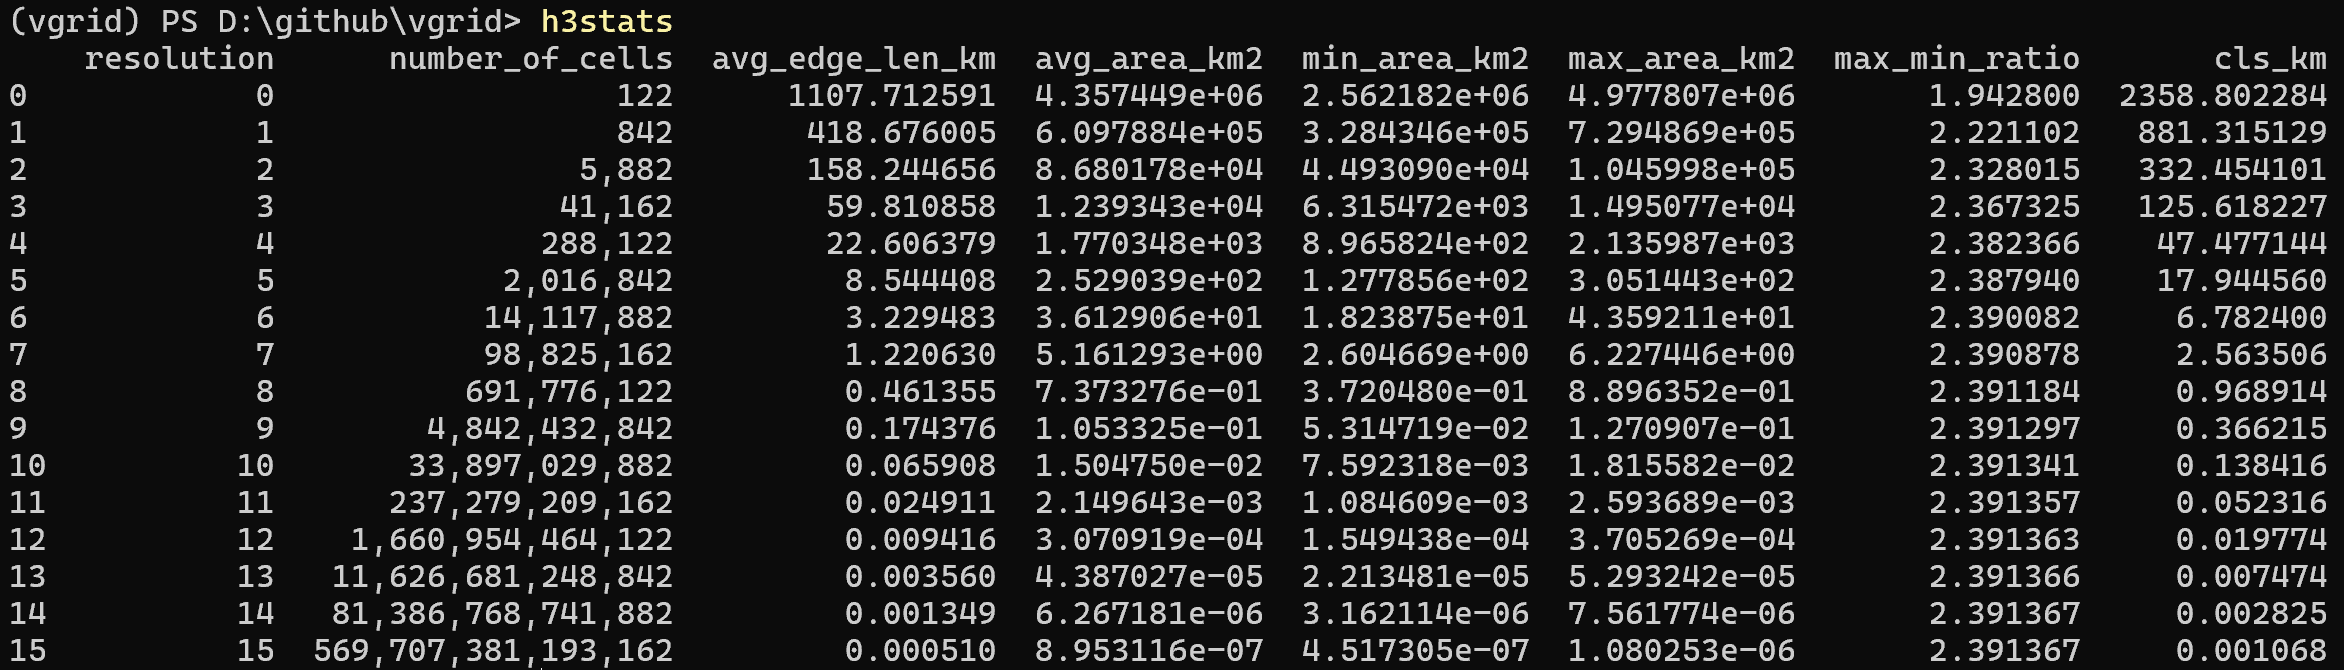 (vgrid) PS D:\github\vgrid> h3stats
    resolution      number_of_cells  avg_edge_len_km  avg_area_km2  min_area_km2  max_area_km2  max_min_ratio       cls_km
0            0                  122      1107.712591  4.357449e+06  2.562182e+06  4.977807e+06       1.942800  2358.802284
1            1                  842       418.676005  6.097884e+05  3.284346e+05  7.294869e+05       2.221102   881.315129
2            2                5,882       158.244656  8.680178e+04  4.493090e+04  1.045998e+05       2.328015   332.454101
3            3               41,162        59.810858  1.239343e+04  6.315472e+03  1.495077e+04       2.367325   125.618227
4            4              288,122        22.606379  1.770348e+03  8.965824e+02  2.135987e+03       2.382366    47.477144
5            5            2,016,842         8.544408  2.529039e+02  1.277856e+02  3.051443e+02       2.387940    17.944560
6            6           14,117,882         3.229483  3.612906e+01  1.823875e+01  4.359211e+01       2.390082     6.782400
7            7           98,825,162         1.220630  5.161293e+00  2.604669e+00  6.227446e+00       2.390878     2.563506
8            8          691,776,122         0.461355  7.373276e-01  3.720480e-01  8.896352e-01       2.391184     0.968914
9            9        4,842,432,842         0.174376  1.053325e-01  5.314719e-02  1.270907e-01       2.391297     0.366215
10          10       33,897,029,882         0.065908  1.504750e-02  7.592318e-03  1.815582e-02       2.391341     0.138416
11          11      237,279,209,162         0.024911  2.149643e-03  1.084609e-03  2.593689e-03       2.391357     0.052316
12          12    1,660,954,464,122         0.009416  3.070919e-04  1.549438e-04  3.705269e-04       2.391363     0.019774
13          13   11,626,681,248,842         0.003560  4.387027e-05  2.213481e-05  5.293242e-05       2.391366     0.007474
14          14   81,386,768,741,882         0.001349  6.267181e-06  3.162114e-06  7.561774e-06       2.391367     0.002825
15          15  569,707,381,193,162         0.000510  8.953116e-07  4.517305e-07  1.080253e-06       2.391367     0.001068